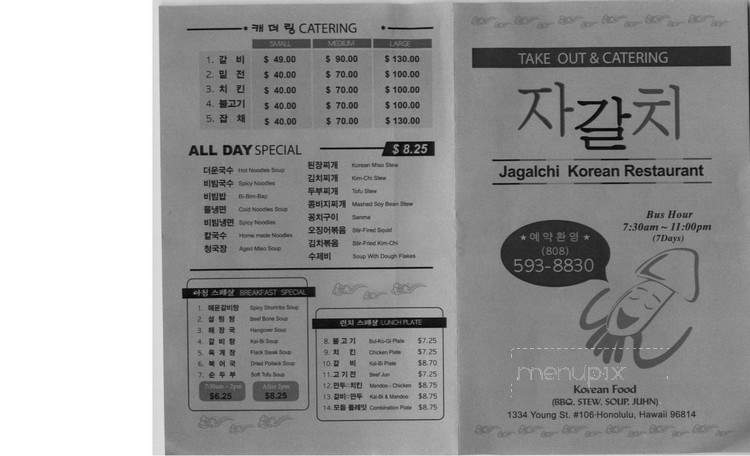 캐더링 CATERING
SMALL MEDIUM LARGE
1. 갈 비 $ 49.00 $ 90.00 $ 130.00
2. 밀 전 $ 40.00 $ 70.00 $ 100.00
3. 치 킨 $ 40.00 $ 70.00 $ 100.00
4. 불고기 $ 40.00 $ 70.00 $ 100.00
5. 잡 채 $ 40.00 $ 70.00 $ 130.00
ALL DAY SPECIAL $ 8.25
더운국수 Hot Noodles Soup
비빔국수 Spicy Noodles
비빔밥 Bi-Bim-Bap
물냉면 Cold Noodles Soup
비빔냉면 Spicy Noodles
칼국수 Home made Noodles
청국장 Aged Miso Soup
된장찌개 Korean Miso Stew
김치찌개 Kim-Chi Stew
두부찌개 Tofu Stew
콩비지찌개 Mashed Soy Bean Stew
꽁치구이 Sanma
오징어볶음 Stir-Fired Squid
김치볶음 Stir-Fried Kim-Chi
수제비 Soup With Dough Flakes
아침 스페샬 BREAKFAST SPECIAL
1. 매운갈비탕 Spicy Shortribs Soup
2. 설 렁 탕 Beef Bone Soup
3. 해 장 국 Hangover Soup
4. 갈 비 탕 Kal-Bi Soup
5. 육 계 장 Flack Steak Soup
6. 북 어 국 Dried Pollack Soup
7. 순 두 부 Soft Tofu Soup
7:30am ~ 2pm $6.25
After 2pm $8.25
런치 스페샬 LUNCH PLATE
8. 불 고 기 Bul-Ko-Gi Plate $7.25
9. 치 킨 Chicken Plate $7.25
10. 갈 비 Kal-Bi Plate $8.70
11. 고 기 전 Beef Jun $7.25
12. 만두·치킨 Mandoo - Chicken $8.75
13. 갈비·만두 Kal-Bi & Mandoo $8.75
14. 모듬 플레잇 Combination Plate $8.75
TAKE OUT & CATERING
자갈치
Jagalchi Korean Restaurant
Bus Hour
7:30am ~ 11:00pm
(7Days)
★ 예약환영 ★
(808)
593-8830
menupix
Korean Food
(BBQ, STEW, SOUP, JUHN)
1334 Young St. #106·Honolulu, Hawaii 96814